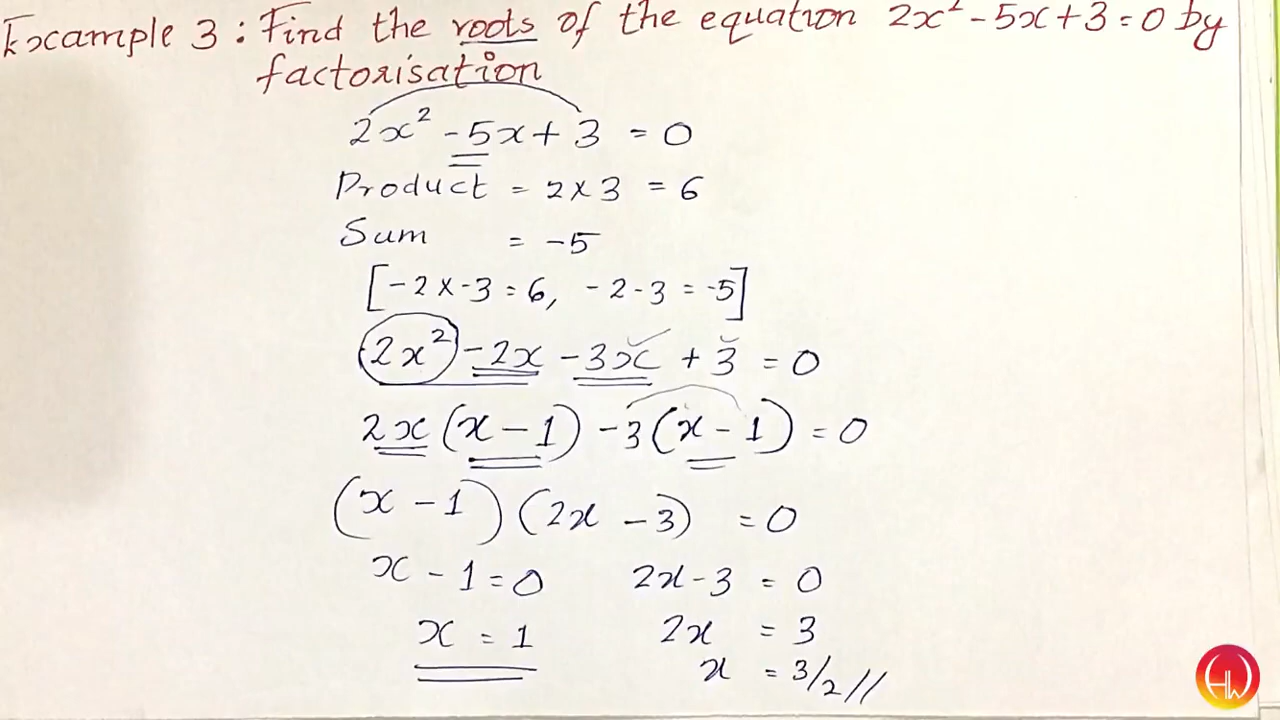 Example 3 : Find the roots of the equation 2x² - 5x + 3 = 0 by
factorisation
2x² - 5x + 3 = 0
Product = 2 × 3 = 6
Sum = -5
[-2 × -3 = 6, -2 - 3 = -5]
2x² - 2x - 3x + 3 = 0
2x (x - 1) - 3 (x - 1) = 0
(x - 1) (2x - 3) = 0
x - 1 = 0 2x - 3 = 0
x = 1 2x = 3
x = 3/2 //
HW